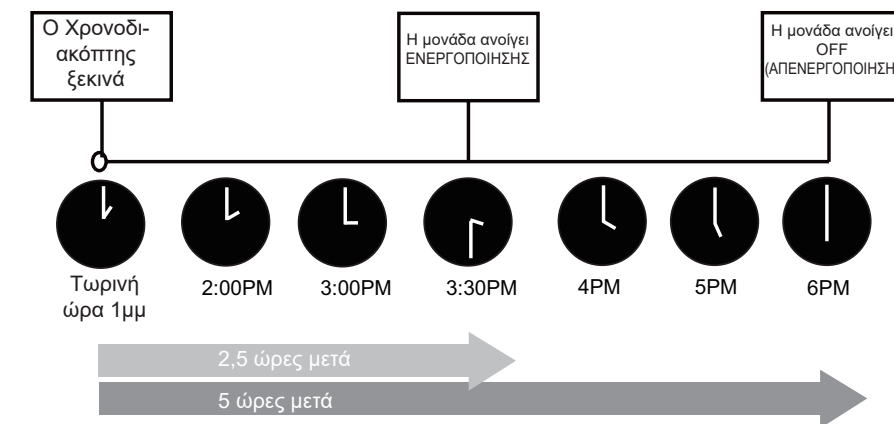 Ο Χρονοδι-
ακόπτης
ξεκινά
Η μονάδα ανοίγει
ΕΝΕΡΓΟΠΟΙΗΣΗΣ
Η μονάδα ανοίγει
OFF
(ΑΠΕΝΕΡΓΟΠΟΙΗΣΗ
Τωρινή
ώρα 1μμ
2:00PM
3:00PM
3:30PM
4PM
5PM
6PM
2,5 ώρες μετά
5 ώρες μετά